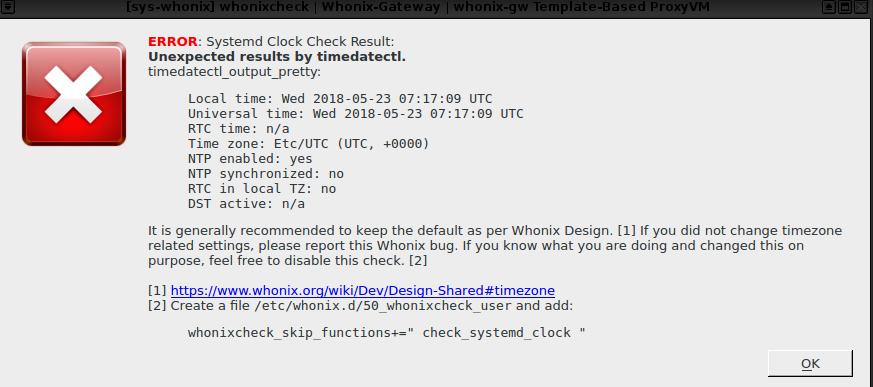 [sys-whonix] whonixcheck | Whonix-Gateway | whonix-gw Template-Based ProxyVM
ERROR: Systemd Clock Check Result:
Unexpected results by timedatectl.
timedatectl_output_pretty:
Local time: Wed 2018-05-23 07:17:09 UTC
Universal time: Wed 2018-05-23 07:17:09 UTC
RTC time: n/a
Time zone: Etc/UTC (UTC, +0000)
NTP enabled: yes
NTP synchronized: no
RTC in local TZ: no
DST active: n/a
It is generally recommended to keep the default as per Whonix Design. [1] If you did not change timezone
related settings, please report this Whonix bug. If you know what you are doing and changed this on
purpose, feel free to disable this check. [2]
[1] https://www.whonix.org/wiki/Dev/Design-Shared#timezone
[2] Create a file /etc/whonix.d/50_whonixcheck_user and add:
whonixcheck_skip_functions+=" check_systemd_clock "
OK